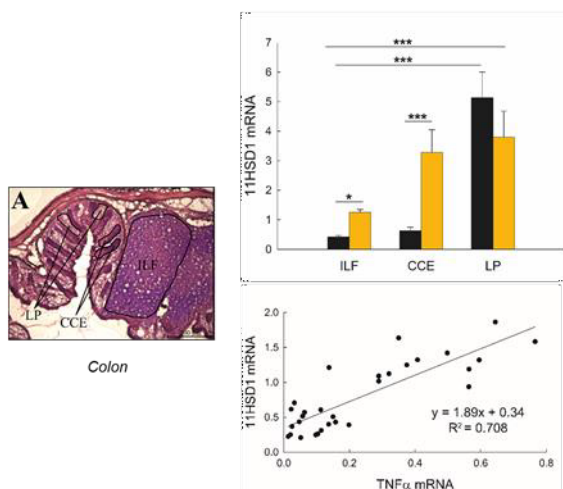 A
LP
CCE
ILF
Colon
11HSD1 mRNA
7
6
5
4
3
2
1
0
***
***
***
*
ILF
CCE
LP
11HSD1 mRNA
2.0
1.5
1.0
0.5
0.0
0.0
0.2
0.4
0.6
0.8
y = 1.89x + 0.34
R² = 0.708
TNFα mRNA